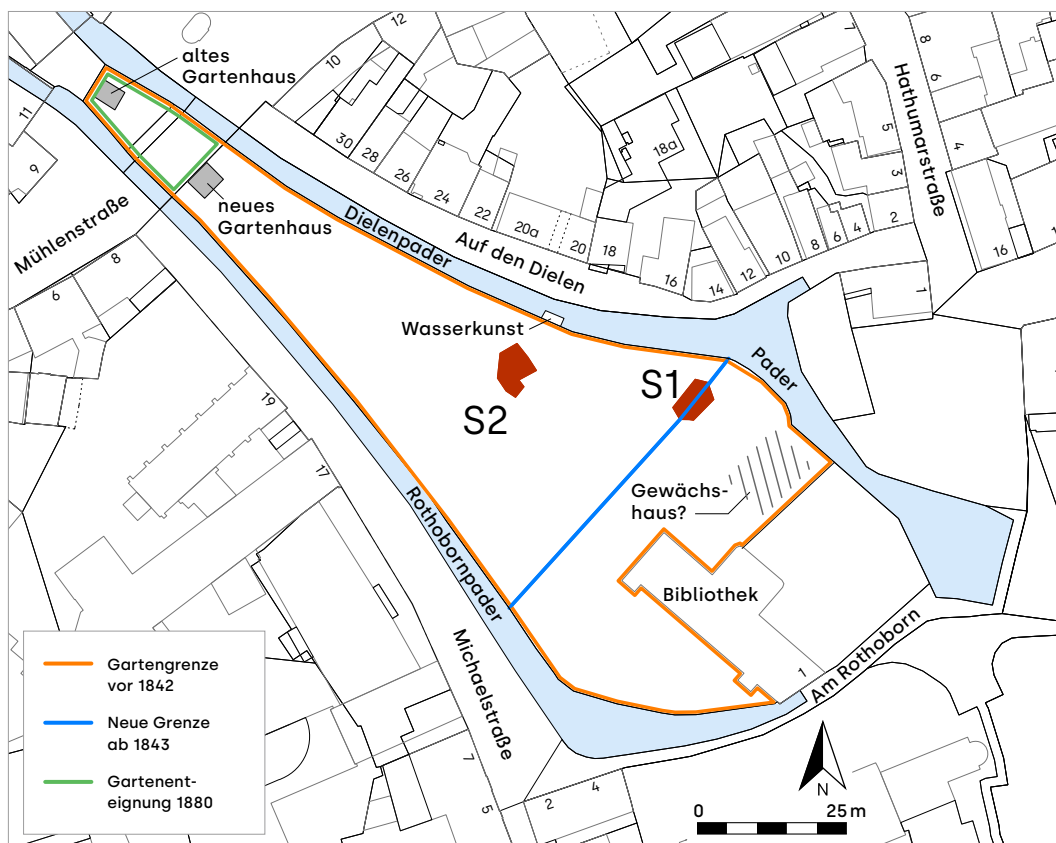 12
10
7
8
6
altes
Gartenhaus
11
9
30
28
26
24
22
20a
20
18
16
18a
14
12
10
8
6
4
2
5
3
4
Hathumarstraße
16
1
1
neues
Gartenhaus
Mühlenstraße
8
6
Dielenpader
Auf den Dielen
Wasserkunst
Pader
S1
S2
19
17
Gewächs-
haus?
Rothobornpader
Bibliothek
1
Am Rothoborn
Michaelstraße
7
5
2
4
Gartengrenze
vor 1842
Neue Grenze
ab 1843
Gartenent-
eignung 1880
N
0
25 m